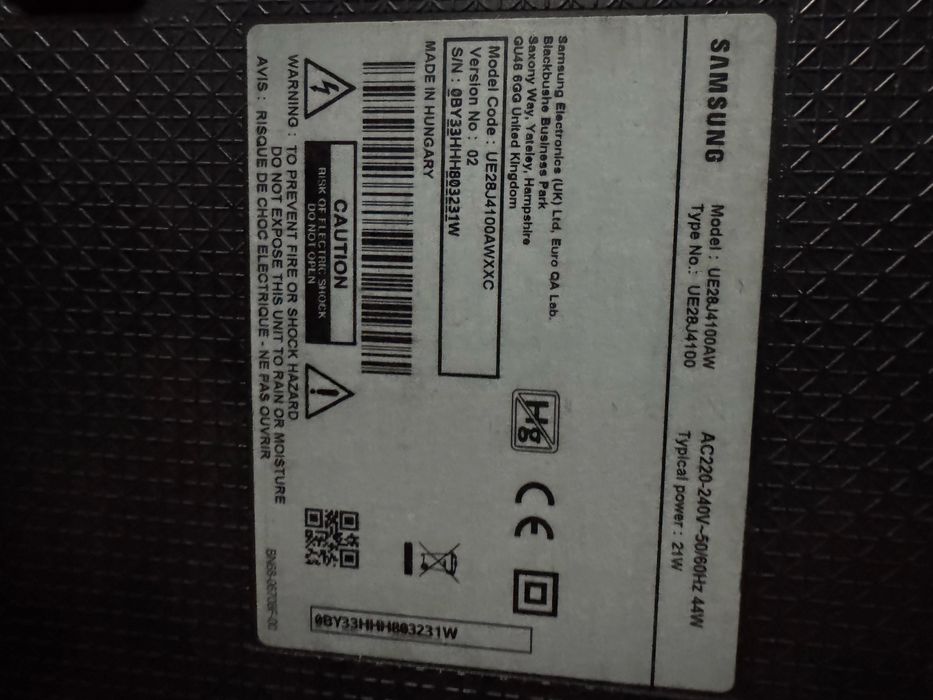 SAMSUNG
Model : UE28J4100AW
Type No.: UE28J4100
AC220-240V~50/60Hz 44W
Typical power : 21W
Samsung Electronics (UK) Ltd, Euro QA Lab.
Blackbushe Business Park
Saxony Way, Yateley, Hampshire
GU46 6GG United Kingdom
Model Code : UE28J4100AWXXC
Version No : 02
S/N : 0BY33HHH803231W
MADE IN HUNGARY
Hg
CE
CAUTION
RISK OF ELECTRIC SHOCK
DO NOT OPEN
WARNING : TO PREVENT FIRE OR SHOCK HAZARD
DO NOT EXPOSE THIS UNIT TO RAIN OR MOISTURE
AVIS : RISQUE DE CHOC ELECTRIQUE - NE PAS OUVRIR
0BY33HHH803231W